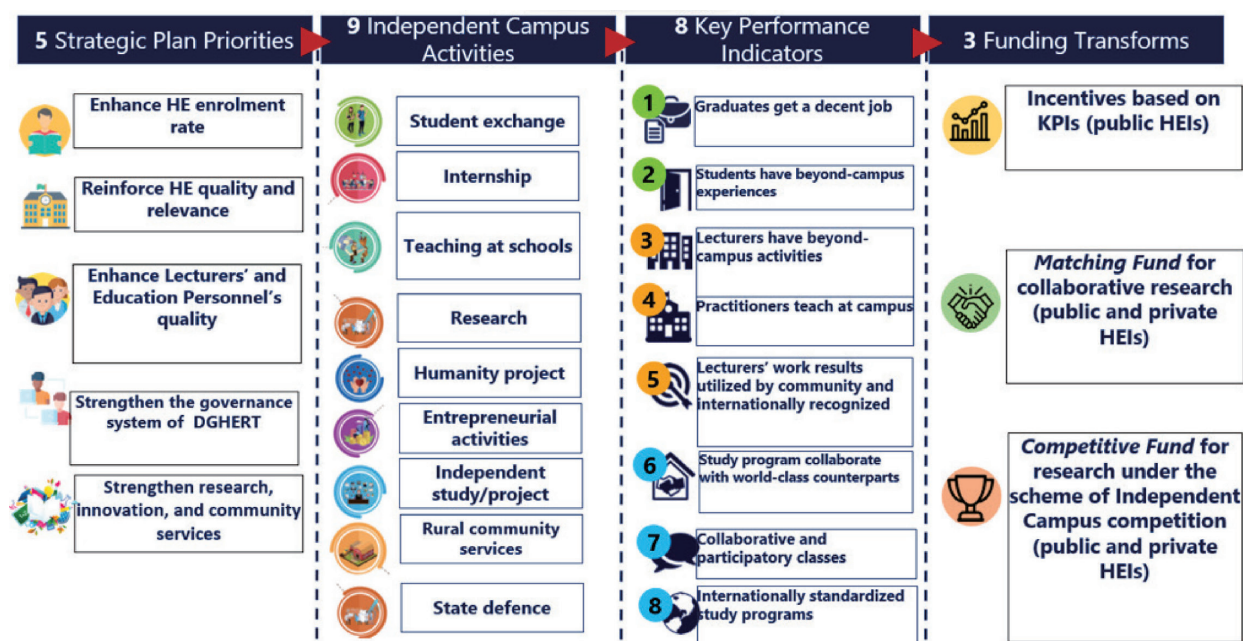 5 Strategic Plan Priorities
Enhance HE enrolment
rate
Reinforce HE quality and
relevance
Enhance Lecturers' and
Education Personnel's
quality
Strengthen the governance
system of DGHERT
Strengthen research,
innovation, and community
services
9 Independent Campus
Activities
Student exchange
Internship
Teaching at schools
Research
Humanity project
Entrepreneurial
activities
Independent
study/project
Rural community
services
State defence
8 Key Performance
Indicators
1
Graduates get a decent job
2
Students have beyond-campus
experiences
3
Lecturers have beyond-
campus activities
4
Practitioners teach at campus
5
Lecturers' work results
utilized by community and
internationally recognized
6
Study program collaborate
with world-class counterparts
7
Collaborative and
participatory classes
8
Internationally standardized
study programs
3 Funding Transforms
Incentives based on
KPIs (public HEIs)
Matching Fund for
collaborative research
(public and private
HEIs)
Competitive Fund for
research under the
scheme of Independent
Campus competition
(public and private
HEIs)